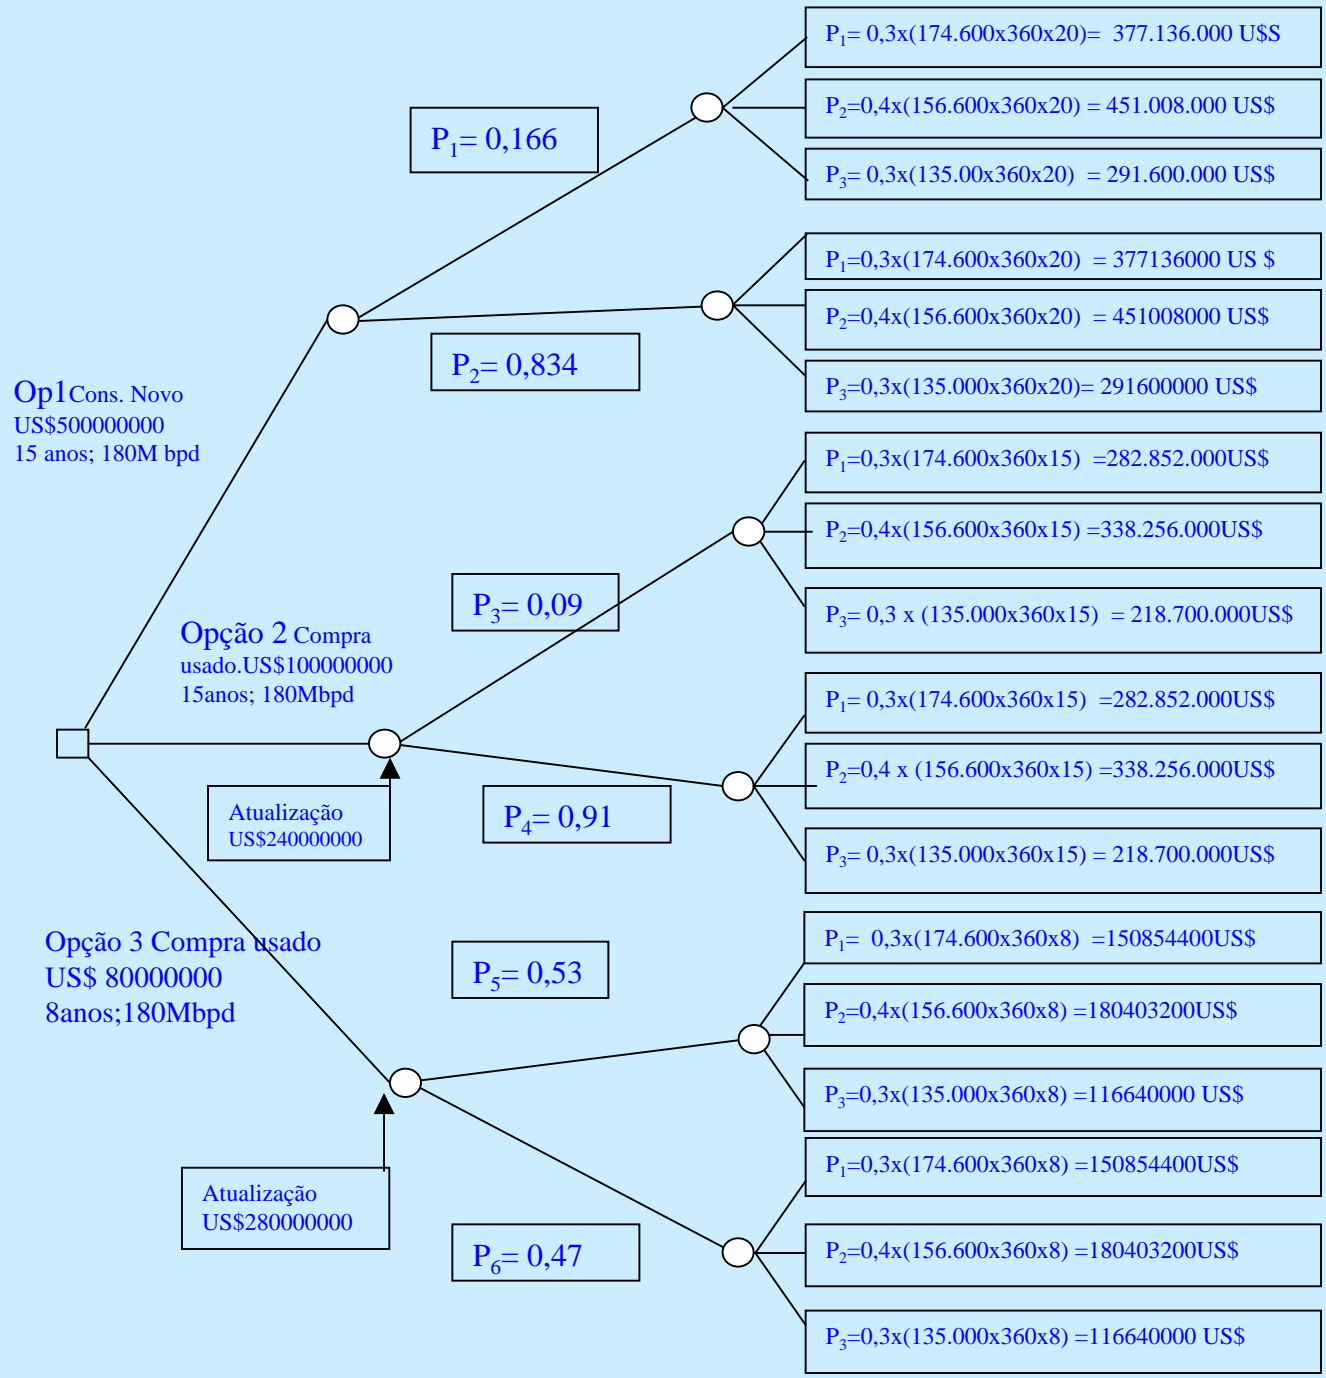 P₁= 0,3x(174.600x360x20)= 377.136.000 U$S
P₂=0,4x(156.600x360x20) = 451.008.000 US$
P₃= 0,3x(135.00x360x20) = 291.600.000 US$
P₁= 0,166
P₁=0,3x(174.600x360x20) = 377136000 US $
P₂=0,4x(156.600x360x20) = 451008000 US$
P₃=0,3x(135.000x360x20)= 291600000 US$
P₂= 0,834
Op1Cons. Novo
US$500000000
15 anos; 180M bpd
P₁=0,3x(174.600x360x15) =282.852.000US$
P₂=0,4x(156.600x360x15) =338.256.000US$
P₃= 0,3 x (135.000x360x15) = 218.700.000US$
P₃= 0,09
Opção 2 Compra
usado.US$100000000
15anos; 180Mbpd
P₁= 0,3x(174.600x360x15) =282.852.000US$
P₂=0,4 x (156.600x360x15) =338.256.000US$
P₃= 0,3x(135.000x360x15) = 218.700.000US$
Atualização
US$240000000
P₄= 0,91
Opção 3 Compra usado
US$ 80000000
8anos;180Mbpd
P₅= 0,53
P₁= 0,3x(174.600x360x8) =150854400US$
P₂=0,4x(156.600x360x8) =180403200US$
P₃=0,3x(135.000x360x8) =116640000 US$
P₁=0,3x(174.600x360x8) =150854400US$
P₂=0,4x(156.600x360x8) =180403200US$
P₃=0,3x(135.000x360x8) =116640000 US$
Atualização
US$280000000
P₆= 0,47